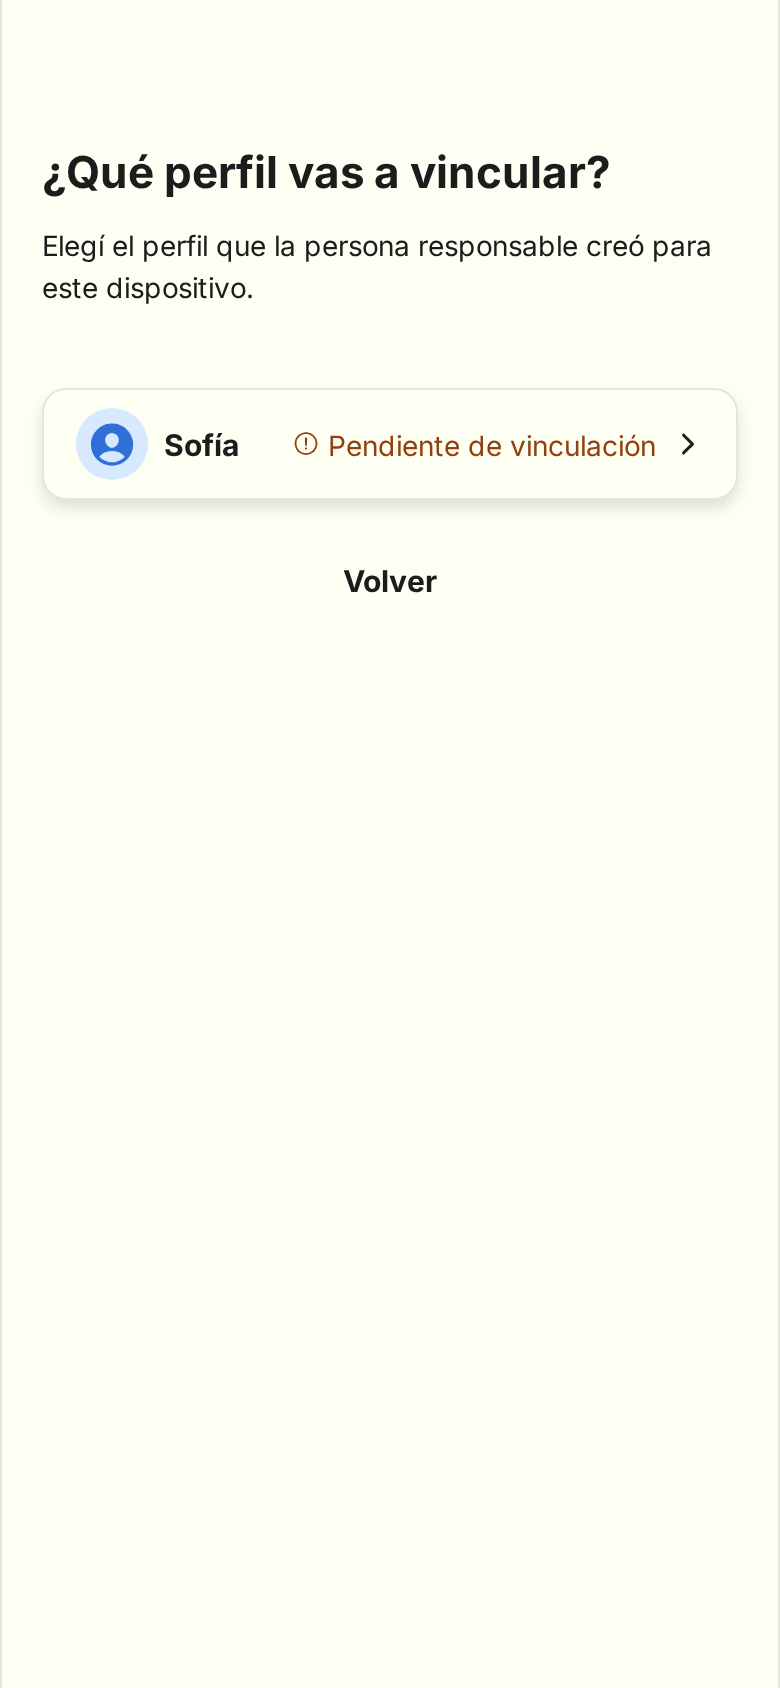 ¿Qué perfil vas a vincular?
Elegí el perfil que la persona responsable creó para
este dispositivo.
Sofía Pendiente de vinculación
Volver